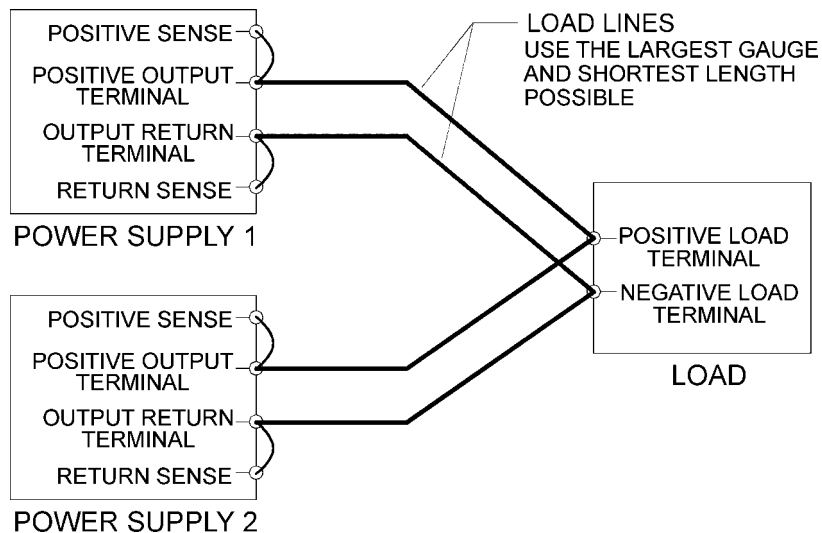 POSITIVE SENSE
POSITIVE OUTPUT
TERMINAL
OUTPUT RETURN
TERMINAL
RETURN SENSE
POWER SUPPLY 1
LOAD LINES
USE THE LARGEST GAUGE
AND SHORTEST LENGTH
POSSIBLE
POSITIVE LOAD
TERMINAL
NEGATIVE LOAD
TERMINAL
LOAD
POSITIVE SENSE
POSITIVE OUTPUT
TERMINAL
OUTPUT RETURN
TERMINAL
RETURN SENSE
POWER SUPPLY 2